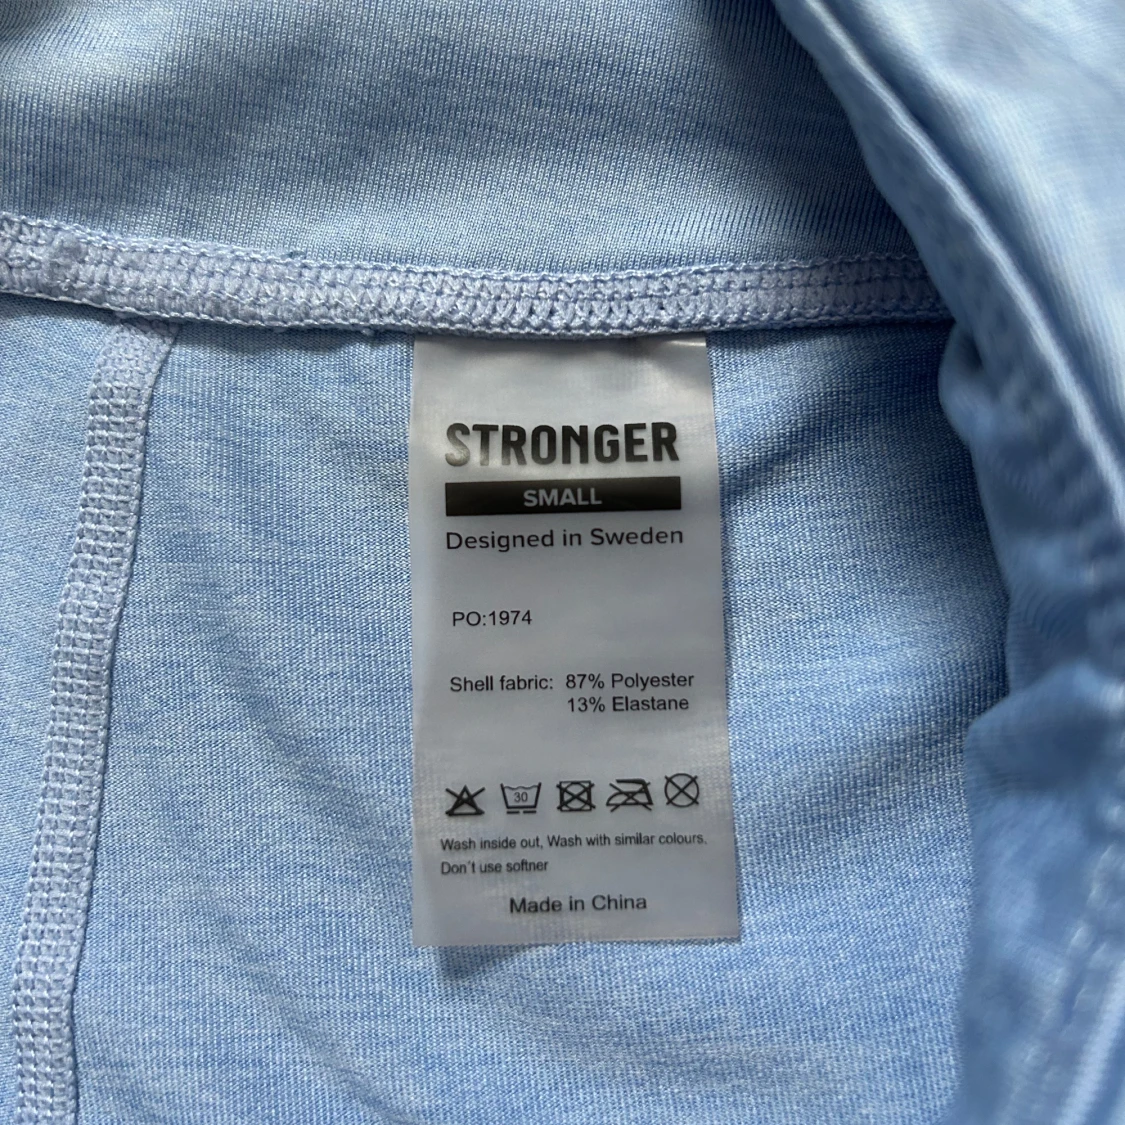 STRONGER
SMALL
Designed in Sweden
PO:1974
Shell fabric: 87% Polyester
13% Elastane
30
Wash inside out, Wash with similar colours.
Don´t use softner
Made in China